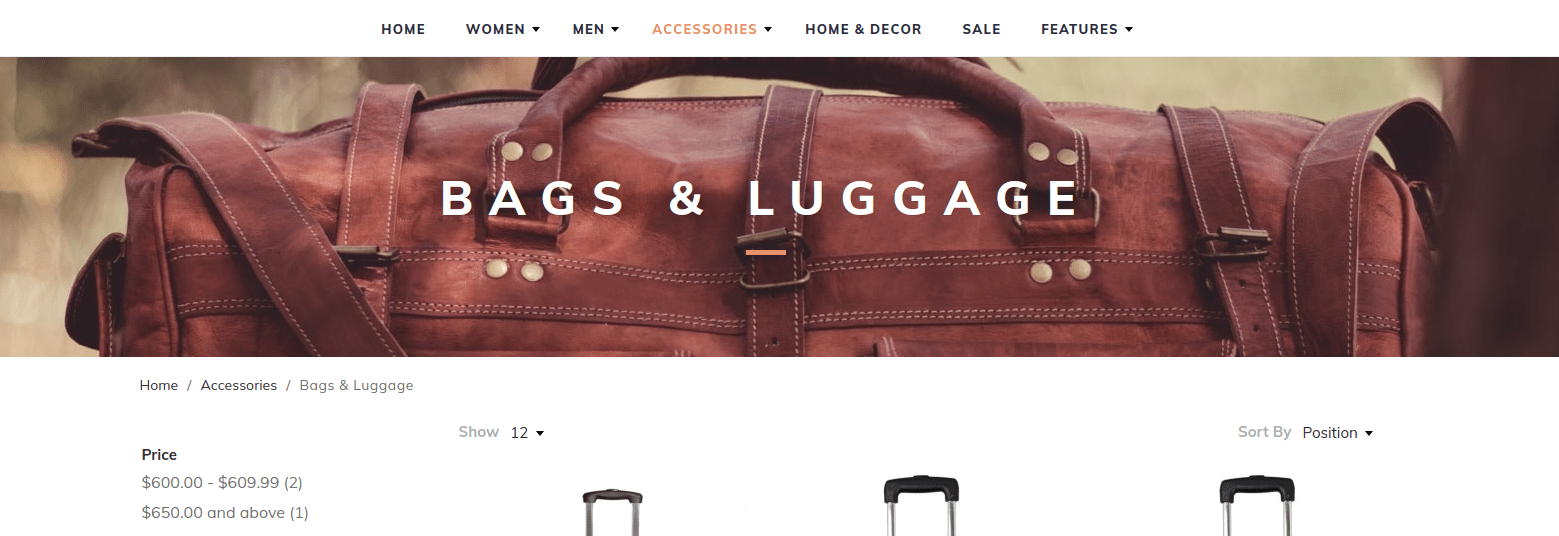 HOME WOMEN MEN ACCESSORIES HOME & DECOR SALE FEATURES
BAGS & LUGGAGE
Home / Accessories / Bags & Luggage
Show 12 Sort By Position
Price
$600.00 - $609.99 (2)
$650.00 and above (1)